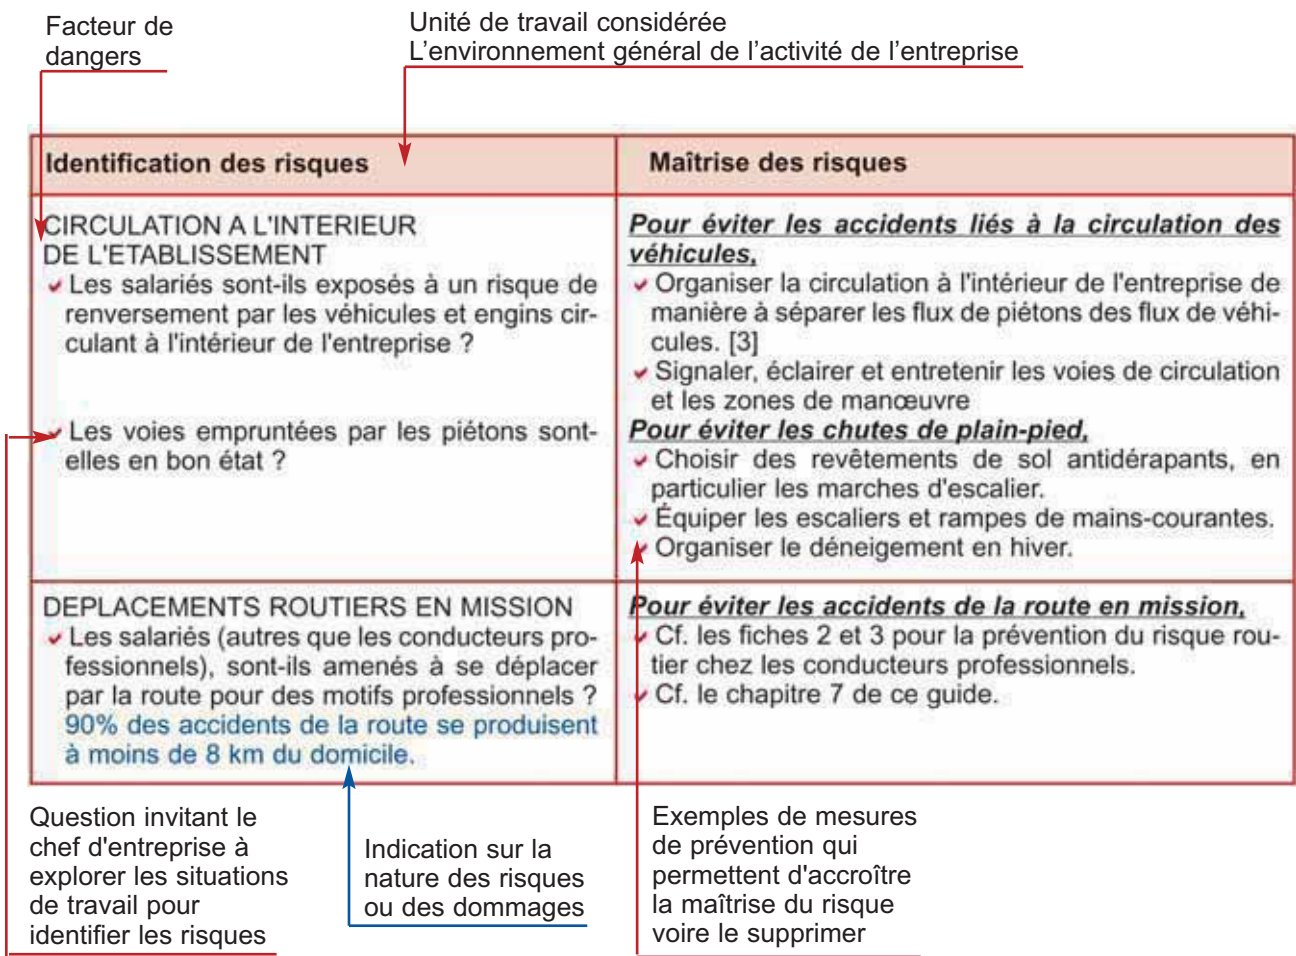 Facteur de
dangers
Unité de travail considérée
L'environnement général de l'activité de l'entreprise
Identification des risques
Maîtrise des risques
CIRCULATION A L'INTERIEUR
DE L'ETABLISSEMENT
Les salariés sont-ils exposés à un risque de
renversement par les véhicules et engins cir-
culant à l'intérieur de l'entreprise ?
Les voies empruntées par les piétons sont-
elles en bon état ?
Pour éviter les accidents liés à la circulation des
véhicules,
Organiser la circulation à l'intérieur de l'entreprise de
manière à séparer les flux de piétons des flux de véhi-
cules. [3]
Signaler, éclairer et entretenir les voies de circulation
et les zones de manœuvre
Pour éviter les chutes de plain-pied,
Choisir des revêtements de sol antidérapants, en
particulier les marches d'escalier.
Équiper les escaliers et rampes de mains-courantes.
Organiser le déneigement en hiver.
DEPLACEMENTS ROUTIERS EN MISSION
Les salariés (autres que les conducteurs pro-
fessionnels), sont-ils amenés à se déplacer
par la route pour des motifs professionnels ?
90% des accidents de la route se produisent
à moins de 8 km du domicile.
Pour éviter les accidents de la route en mission,
Cf. les fiches 2 et 3 pour la prévention du risque rou-
tier chez les conducteurs professionnels.
Cf. le chapitre 7 de ce guide.
Question invitant le
chef d'entreprise à
explorer les situations
de travail pour
identifier les risques
Indication sur la
nature des risques
ou des dommages
Exemples de mesures
de prévention qui
permettent d'accroître
la maîtrise du risque
voire le supprimer